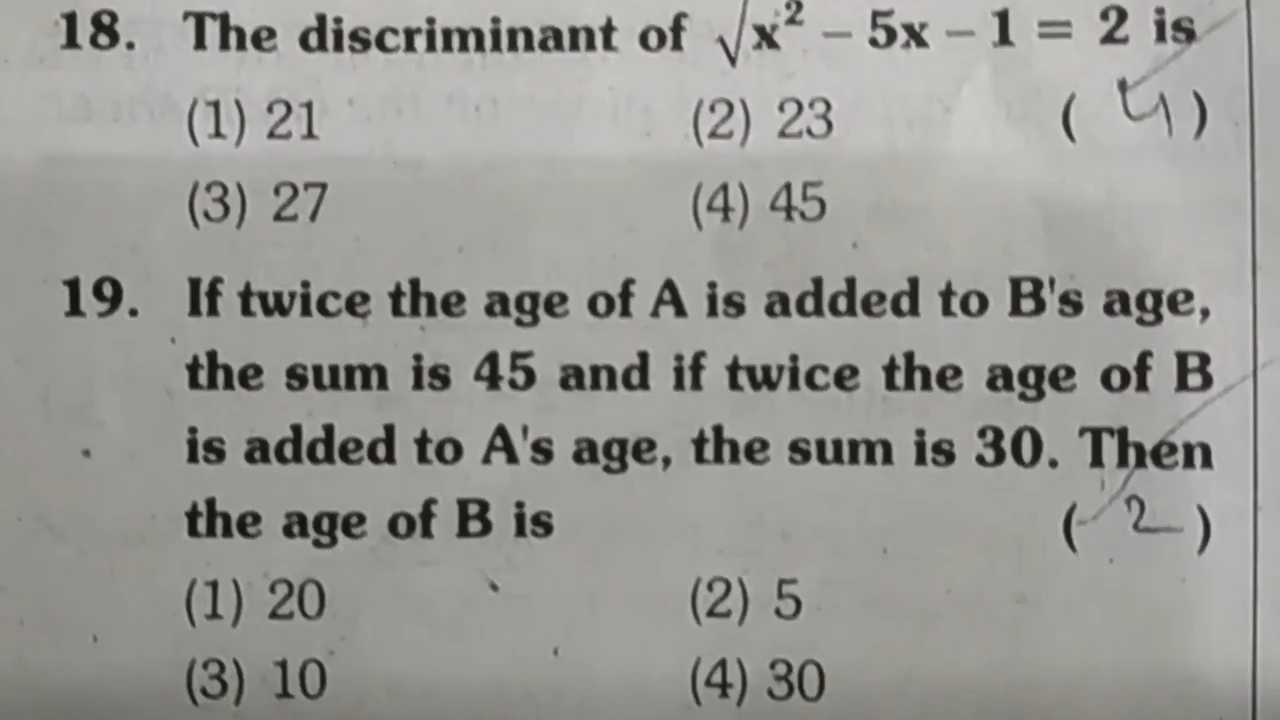 18. The discriminant of √x² – 5x – 1 = 2 is
(1) 21 (2) 23 ( 4 )
(3) 27 (4) 45
19. If twice the age of A is added to B's age,
the sum is 45 and if twice the age of B
is added to A's age, the sum is 30. Then
the age of B is ( 2 )
(1) 20 (2) 5
(3) 10 (4) 30